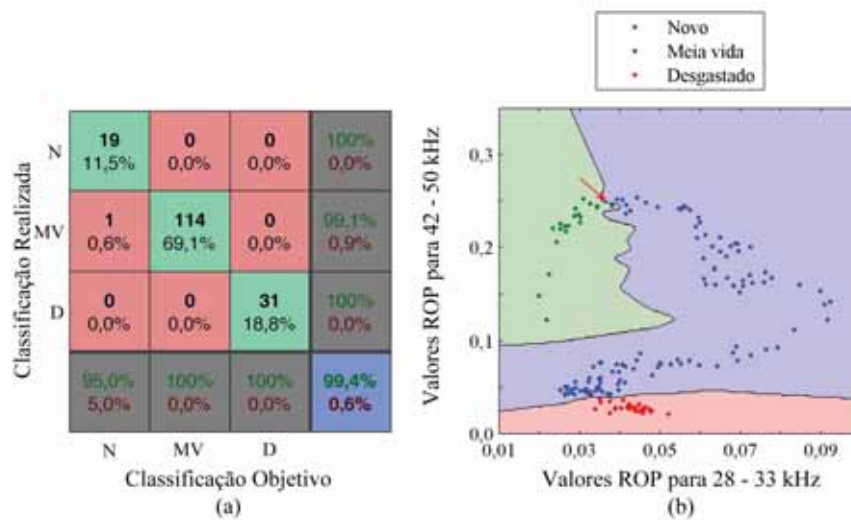 Novo
Meia vida
Desgastado
Classificação Realizada
N
MV
D
19
11,5%
0
0,0%
0
0,0%
100%
0,0%
1
0,6%
114
69,1%
0
0,0%
99,1%
0,9%
0
0,0%
0
0,0%
31
18,8%
100%
0,0%
95,0%
5,0%
100%
0,0%
100%
0,0%
99,4%
0,6%
N
MV
D
Classificação Objetivo
(a)
Valores ROP para 42 - 50 kHz
0,3
0,2
0,1
0,0
0,01
0,03
0,05
0,07
0,09
Valores ROP para 28 - 33 kHz
(b)